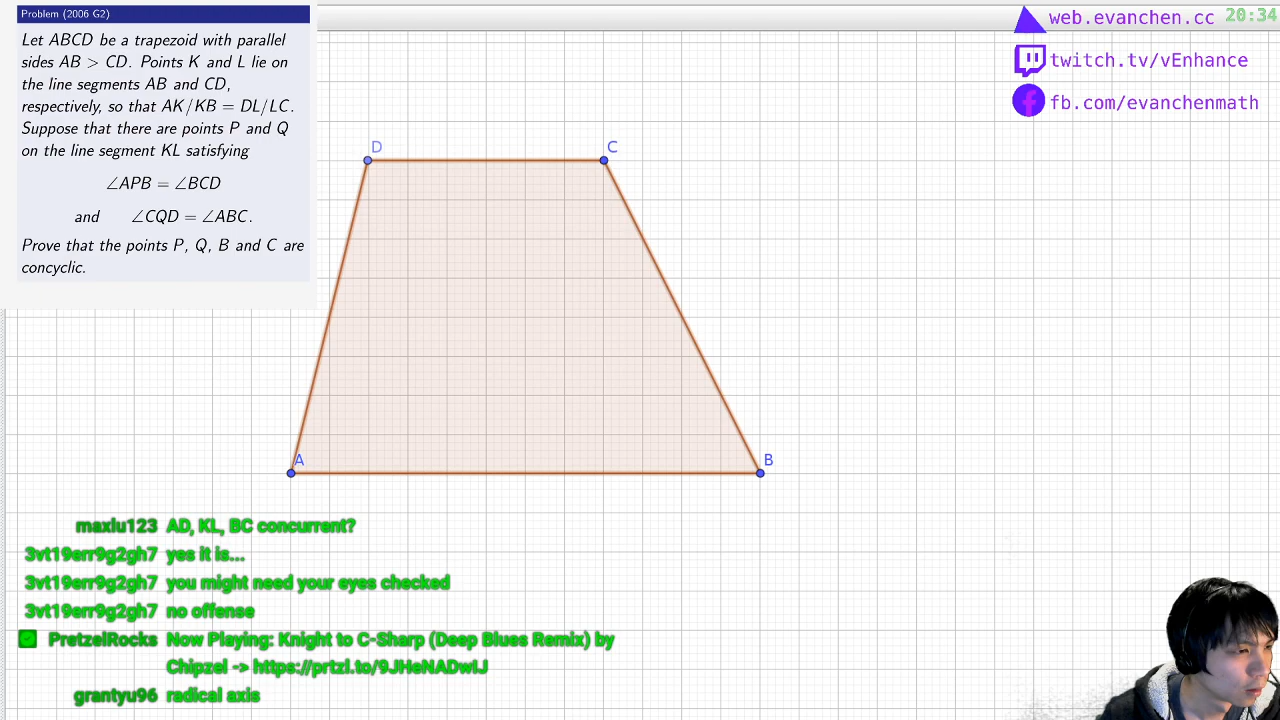 Problem (2006 G2)
Let ABCD be a trapezoid with parallel
sides AB > CD. Points K and L lie on
the line segments AB and CD,
respectively, so that AK/KB = DL/LC.
Suppose that there are points P and Q
on the line segment KL satisfying
∠APB = ∠BCD
and ∠CQD = ∠ABC.
Prove that the points P, Q, B and C are
concyclic.
web.evanchen.cc 20:34
twitch.tv/vEnhance
fb.com/evanchenmath
D
C
A
B
maxlu123 AD, KL, BC concurrent?
3vt19err9g2gh7 yes it is...
3vt19err9g2gh7 you might need your eyes checked
3vt19err9g2gh7 no offense
PretzelRocks Now Playing: Knight to C-Sharp (Deep Blues Remix) by
Chipzel -> https://prtzl.to/9JHeNADwIJ
grantyu96 radical axis